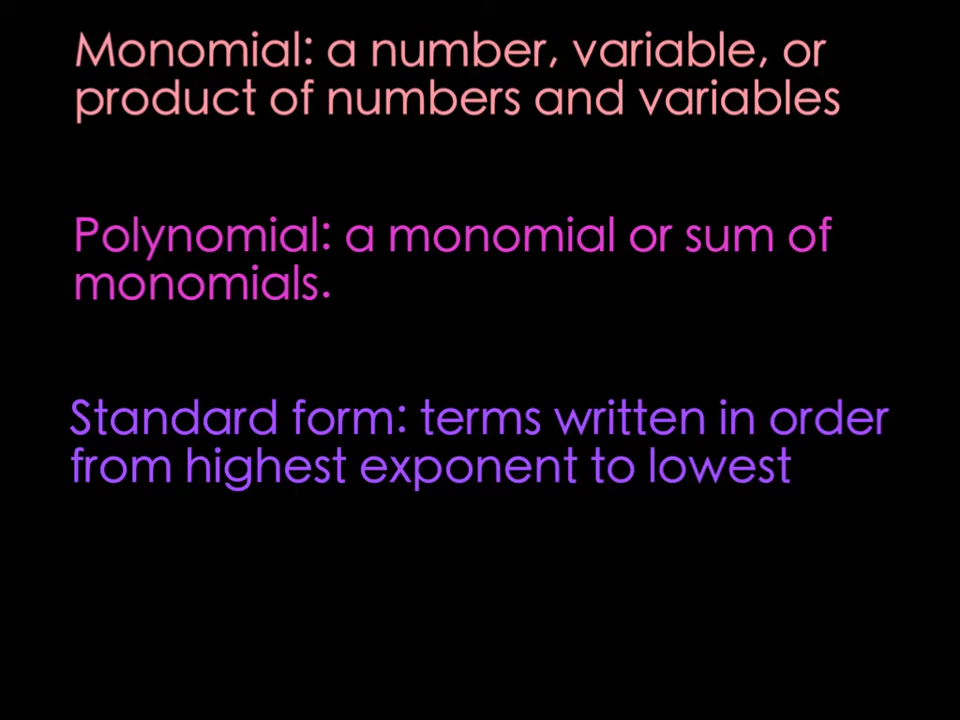 Monomial: a number, variable, or
product of numbers and variables
Polynomial: a monomial or sum of
monomials.
Standard form: terms written in order
from highest exponent to lowest